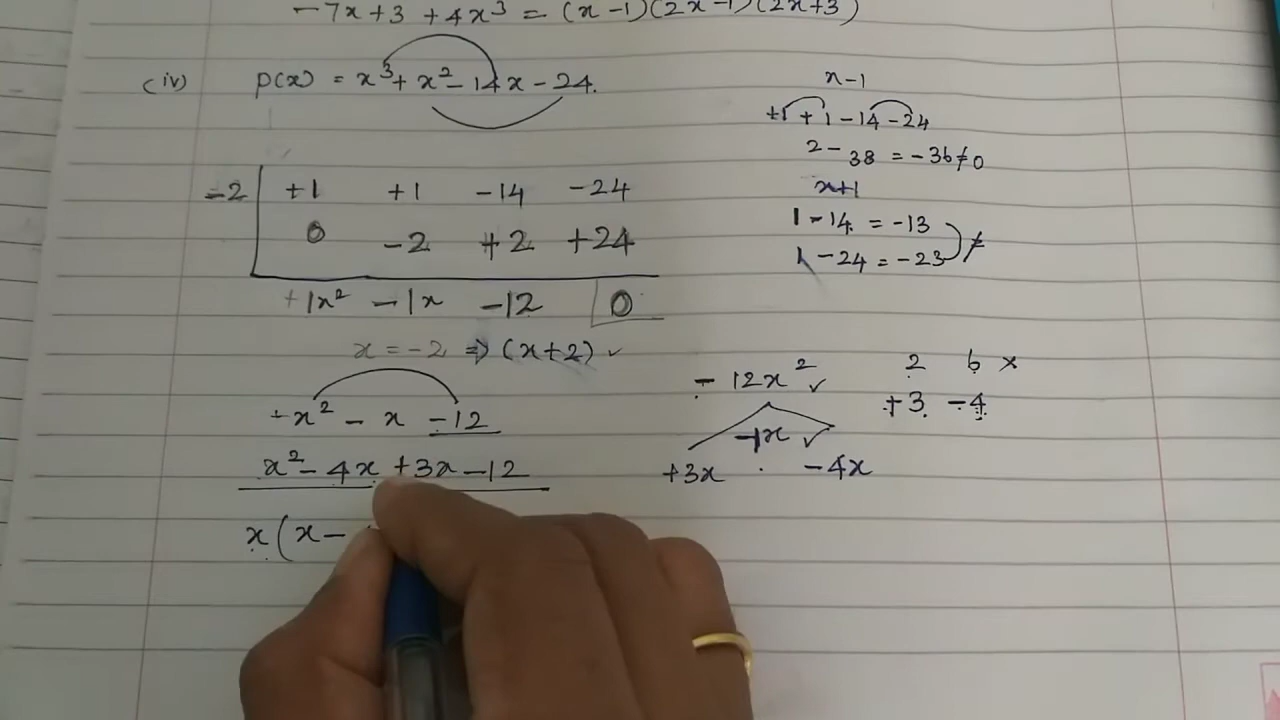 -7x+3 +4x³ = (x-1)(2x-1)(2x+3)
(iv) p(x) = x³ + x² - 14x - 24.
x-1
+1 + 1 - 14 - 24
2 - 38 = -36 ≠ 0
x+1
1 - 14 = -13
1 - 24 = -23 ≠
-2 +1 +1 -14 -24
0 -2 +2 +24
+1x² -1x -12 0
x = -2 ⇒ (x+2) ✓
+x² - x - 12
x² - 4x + 3x - 12
x(x -
- 12x² ✓
-1x ✓
+3x -4x
2 6 ×
+3 -4